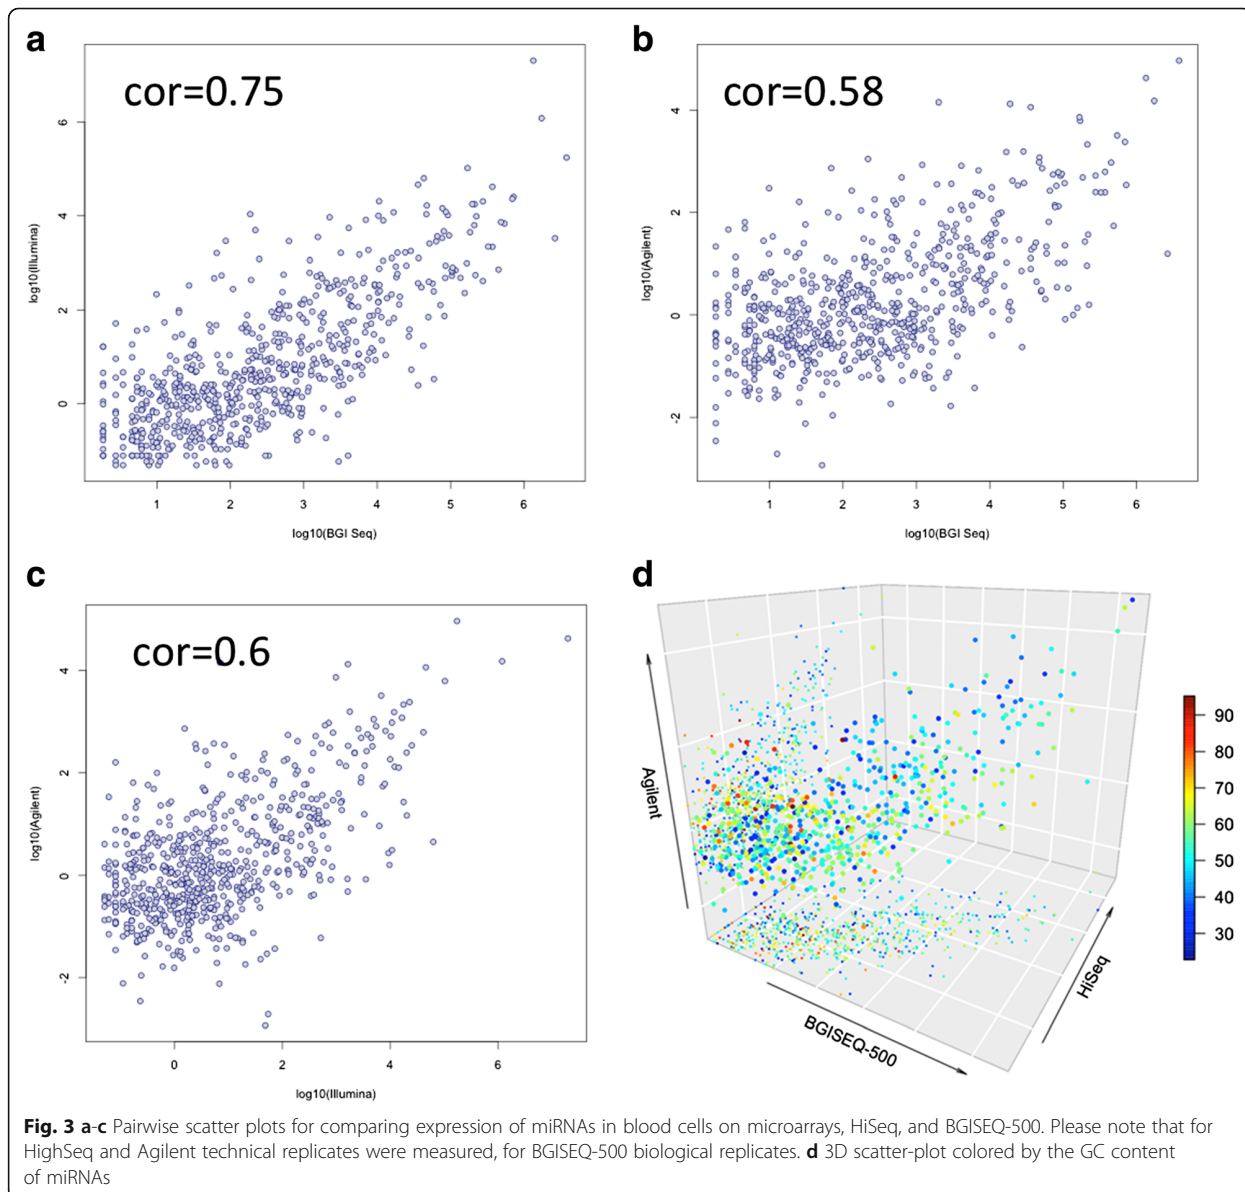 a
cor=0.75
log10(Illumina)
6
4
2
0
1 2 3 4 5 6
log10(BGI Seq)
b
cor=0.58
log10(Agilent)
4
2
0
-2
1 2 3 4 5 6
log10(BGI Seq)
c
cor=0.6
log10(Agilent)
4
2
0
-2
0 2 4 6
log10(Illumina)
d
Agilent
BGISEQ-500
HiSeq
90
80
70
60
50
40
30
Fig. 3 a-c Pairwise scatter plots for comparing expression of miRNAs in blood cells on microarrays, HiSeq, and BGISEQ-500. Please note that for
HighSeq and Agilent technical replicates were measured, for BGISEQ-500 biological replicates. d 3D scatter-plot colored by the GC content
of miRNAs